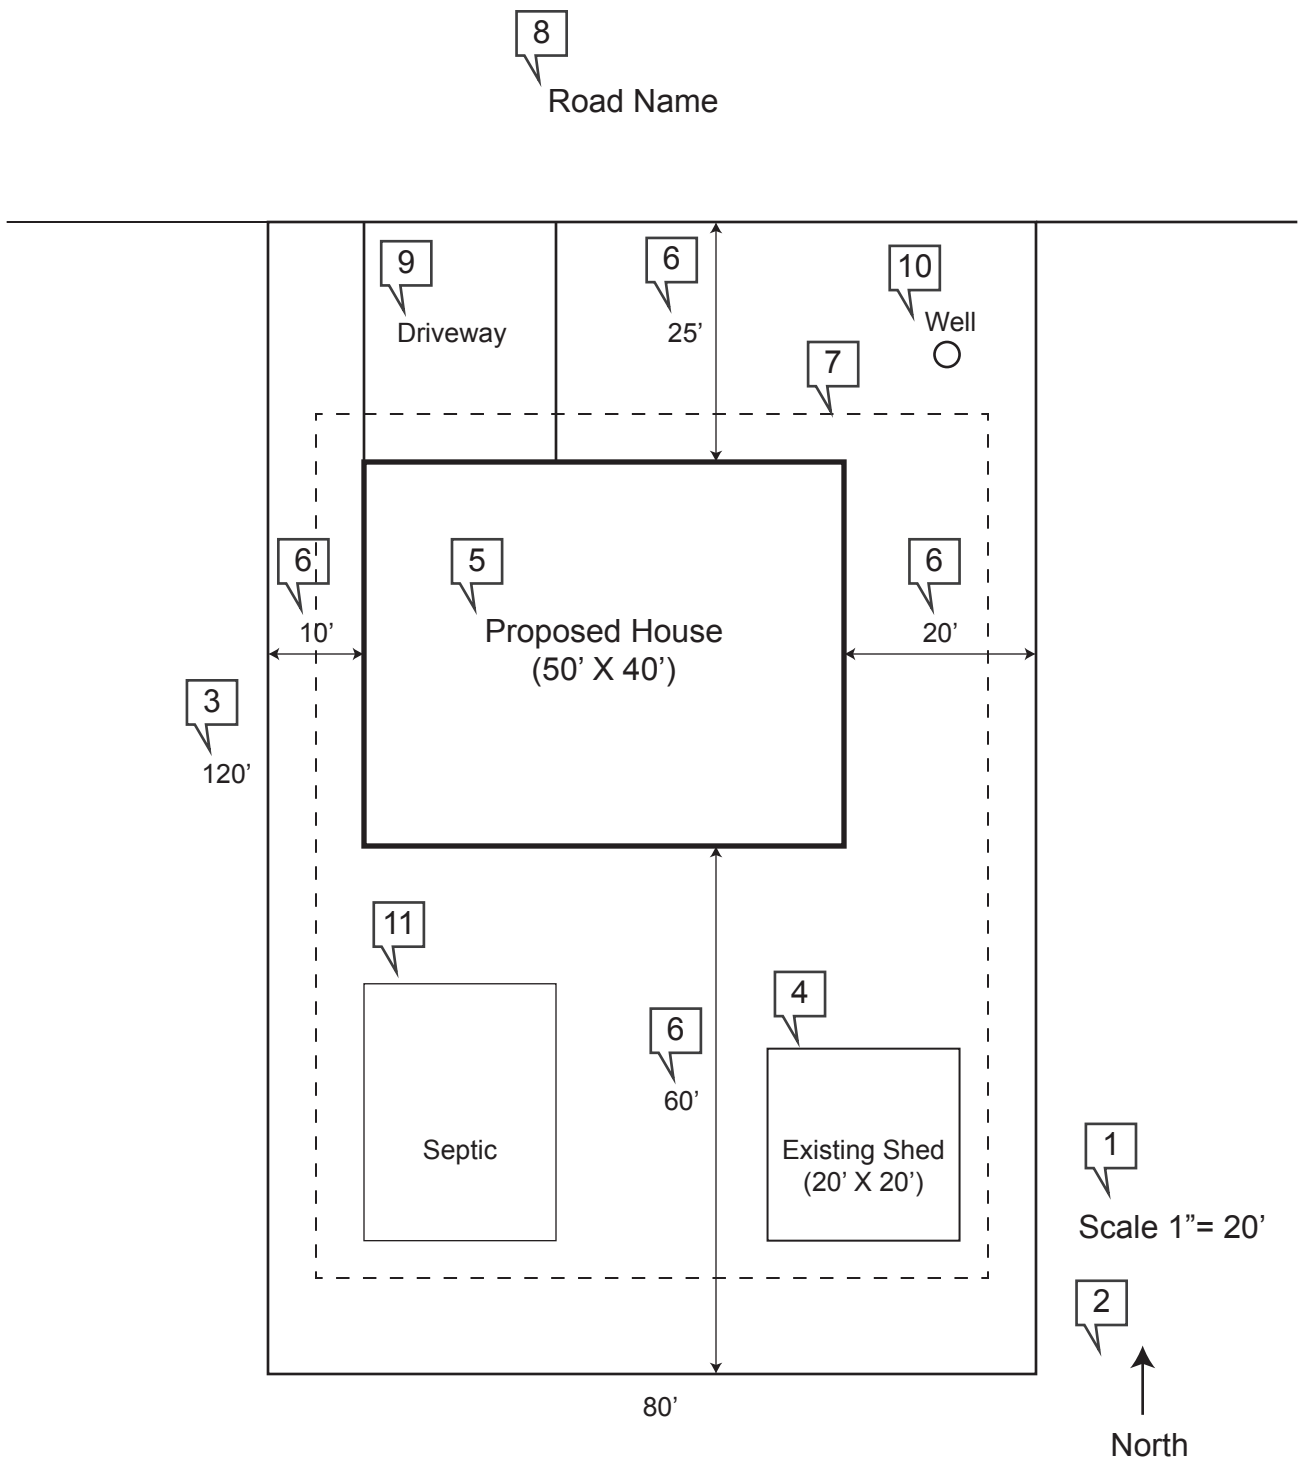 8
Road Name
9
6
10
Driveway
25’
Well
7
6
5
6
10’
Proposed House
20’
(50’ X 40’)
3
120’
11
4
6
60’
Septic
Existing Shed
(20’ X 20’)
1
Scale 1”= 20’
2
80’
North